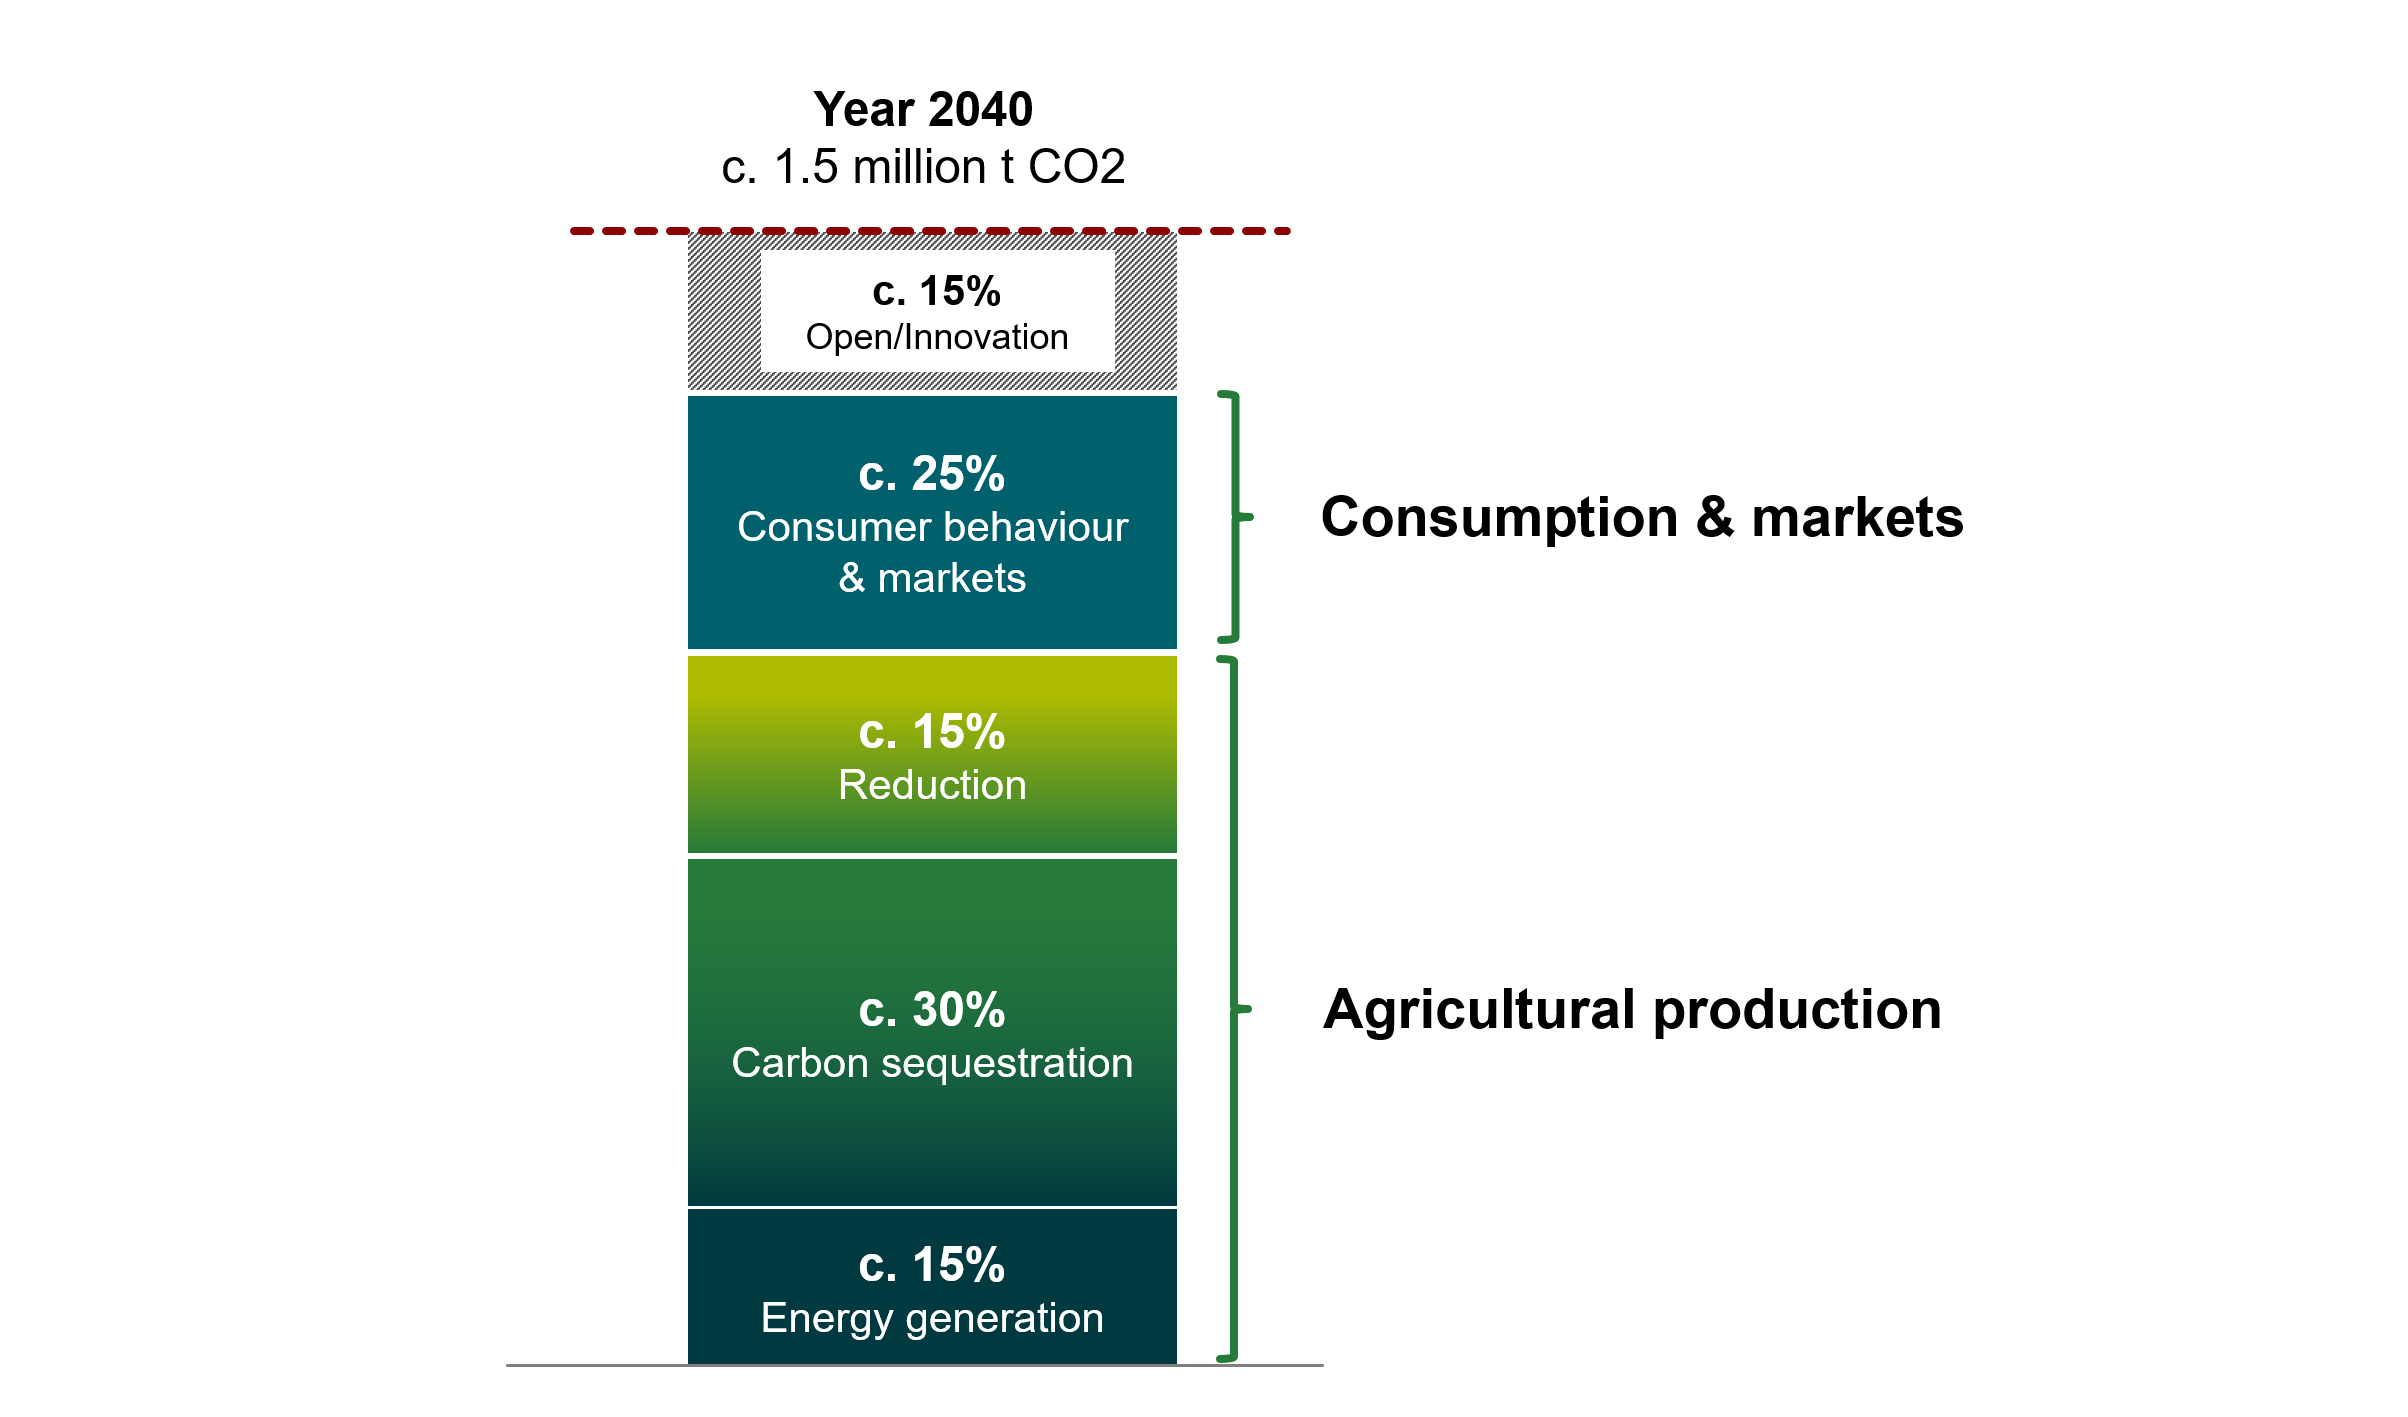 Year 2040
c. 1.5 million t CO2
c. 15%
Open/Innovation
c. 25%
Consumer behaviour
& markets
Consumption & markets
c. 15%
Reduction
c. 30%
Carbon sequestration
Agricultural production
c. 15%
Energy generation